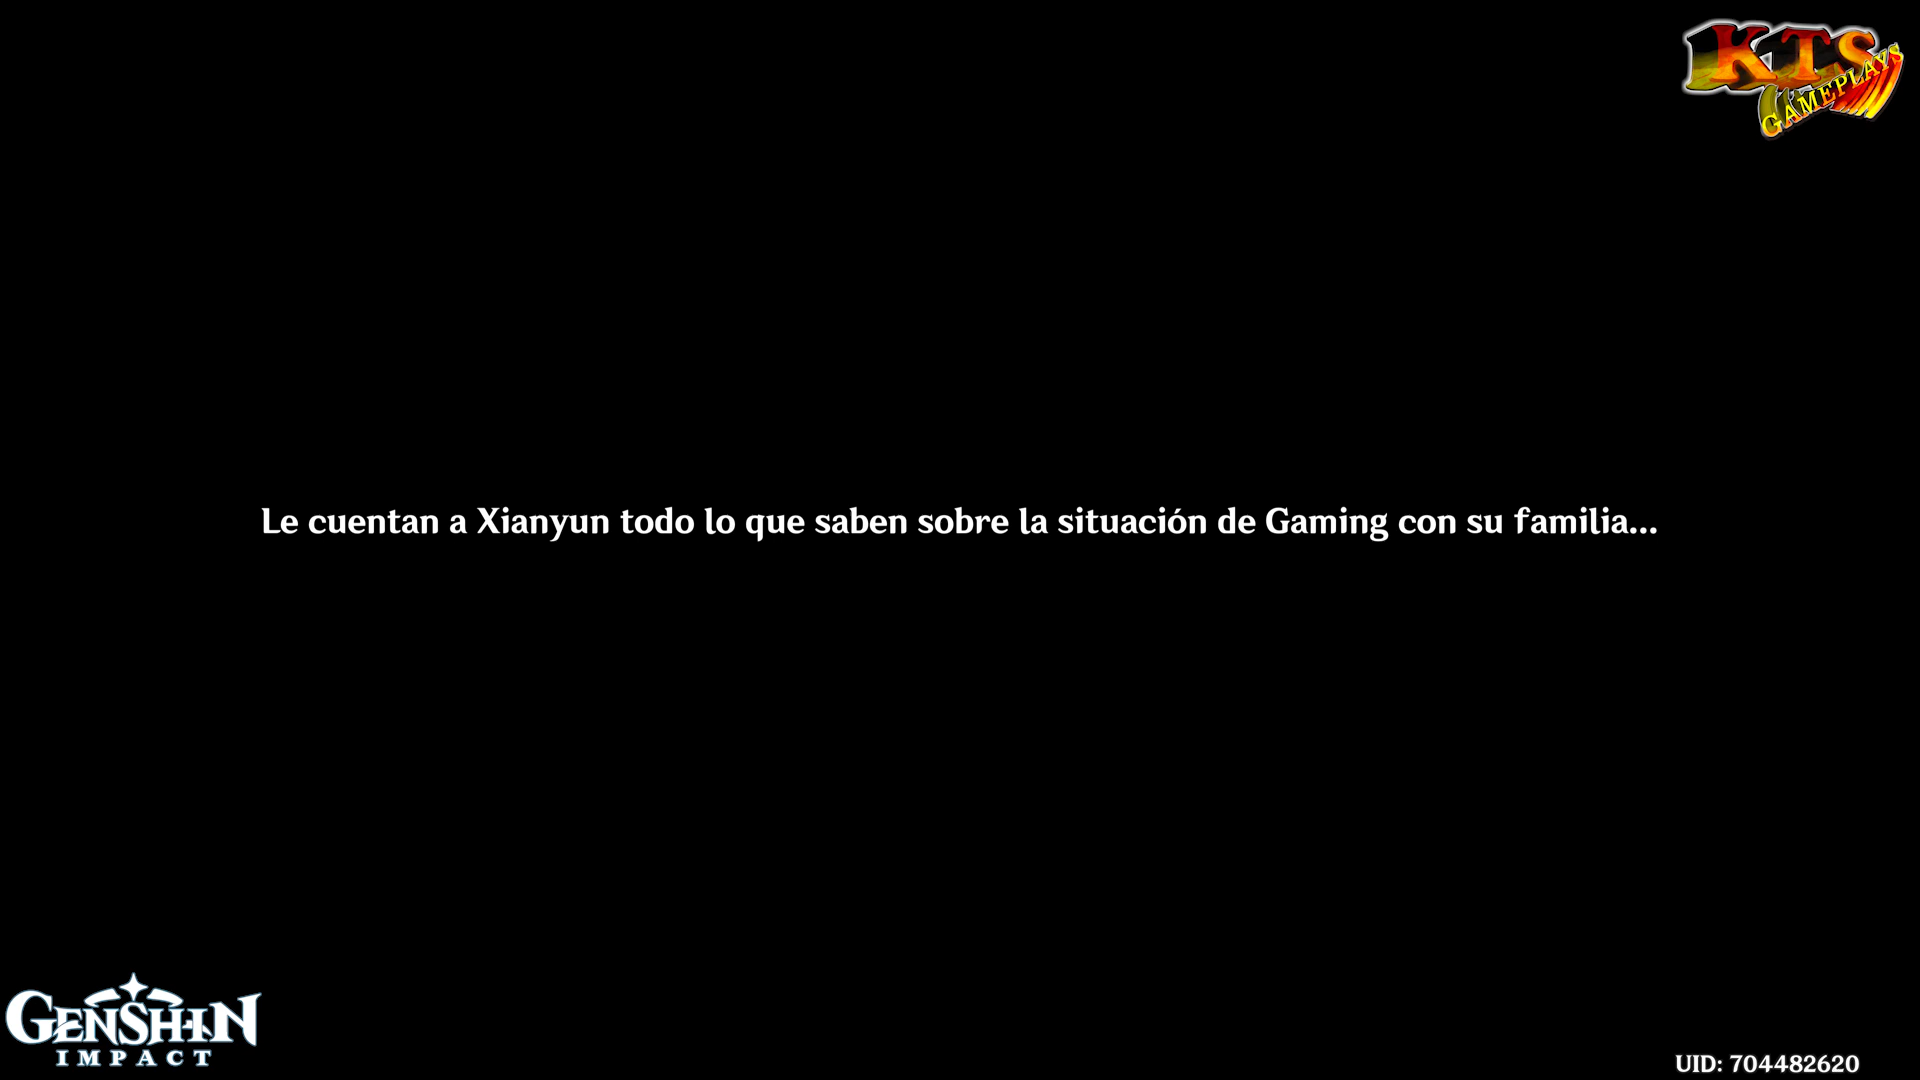 KTS
GAMEPLAYS
Le cuentan a Xianyun todo lo que saben sobre la situación de Gaming con su familia...
GENSHIN
IMPACT
UID: 704482620